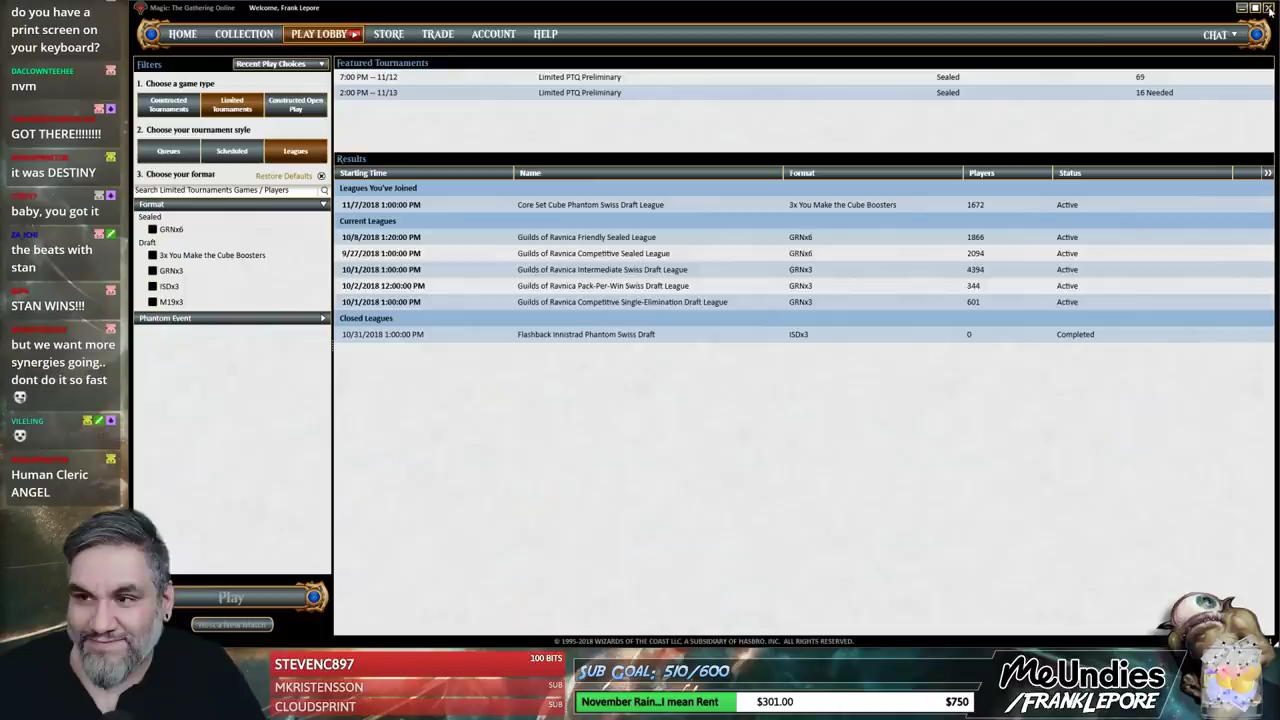 do you have a
print screen on
your keyboard?
DACLOWNTEEHEE
nvm
GOT THERE!!!!!!!!
it was DESTINY
baby, you got it
ZA_ICHI
the beats with
stan
STAN WINS!!!
but we want more
synergies going..
dont do it so fast
VILELING
Human Cleric
ANGEL
Magic: The Gathering Online
Welcome, Frank Lepore
HOME
COLLECTION
PLAY LOBBY
STORE
TRADE
ACCOUNT
HELP
CHAT
Filters
Recent Play Choices
1. Choose a game type
Constructed Tournaments
Limited Tournaments
Constructed Open Play
2. Choose your tournament style
Queues
Scheduled
Leagues
3. Choose your format
Restore Defaults
Search Limited Tournaments Games / Players
Format
Sealed
GRNx6
Draft
3x You Make the Cube Boosters
GRNx3
ISDx3
M19x3
Phantom Event
Play
Host a New Match
Featured Tournaments
7:00 PM -- 11/12 Limited PTQ Preliminary Sealed 69
2:00 PM -- 11/13 Limited PTQ Preliminary Sealed 16 Needed
Results
Starting Time Name Format Players Status
Leagues You've Joined
11/7/2018 1:00:00 PM Core Set Cube Phantom Swiss Draft League 3x You Make the Cube Boosters 1672 Active
Current Leagues
10/8/2018 1:20:00 PM Guilds of Ravnica Friendly Sealed League GRNx6 1866 Active
9/27/2018 1:00:00 PM Guilds of Ravnica Competitive Sealed League GRNx6 2094 Active
10/1/2018 1:00:00 PM Guilds of Ravnica Intermediate Swiss Draft League GRNx3 4394 Active
10/2/2018 12:00:00 PM Guilds of Ravnica Pack-Per-Win Swiss Draft League GRNx3 344 Active
10/1/2018 1:00:00 PM Guilds of Ravnica Competitive Single-Elimination Draft League GRNx3 601 Active
Closed Leagues
10/31/2018 1:00:00 PM Flashback Innistrad Phantom Swiss Draft ISDx3 0 Completed
© 1995-2018 WIZARDS OF THE COAST LLC, A SUBSIDIARY OF HASBRO, INC. ALL RIGHTS RESERVED.
STEVENC897 100 BITS
MKRISTENSSON SUB
CLOUDSPRINT SUB
SUB GOAL: 510/600
November Rain...I mean Rent $301.00 $750
MeUndies
/FRANKLEPORE